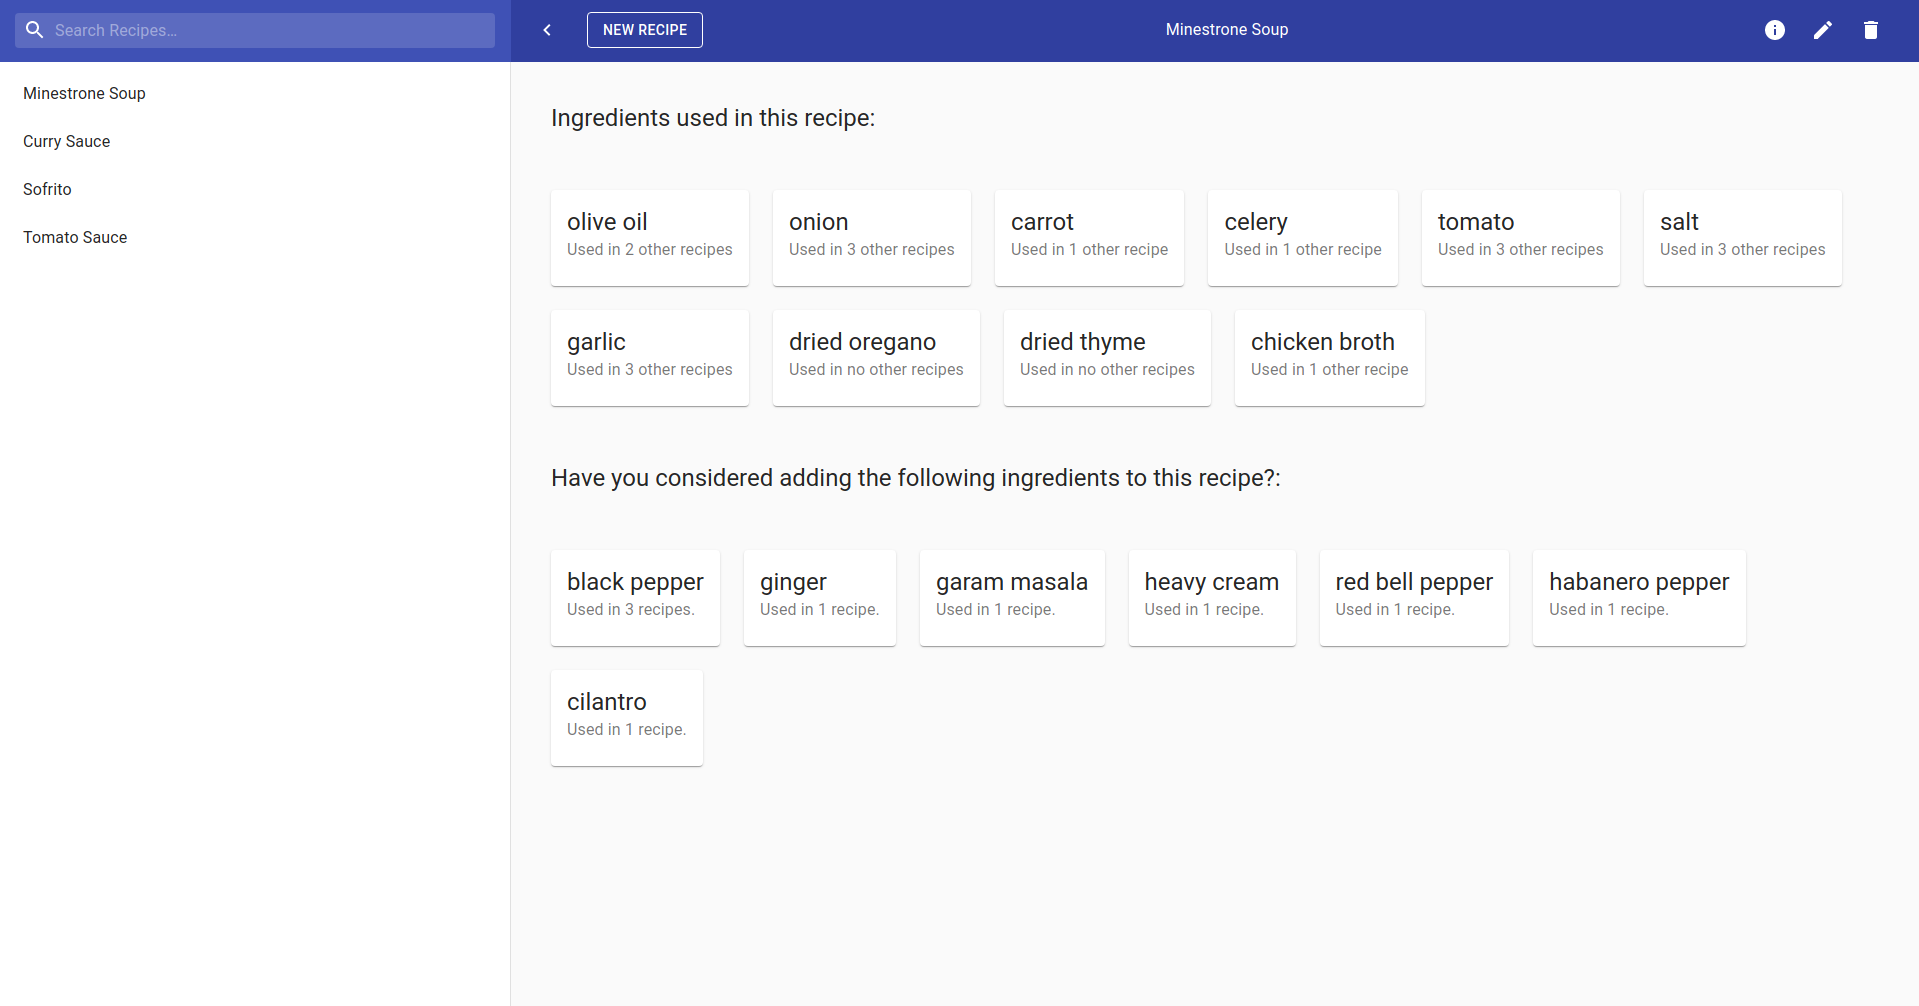 Search Recipes...
NEW RECIPE
Minestrone Soup
Minestrone Soup
Curry Sauce
Sofrito
Tomato Sauce
Ingredients used in this recipe:
olive oil
Used in 2 other recipes
onion
Used in 3 other recipes
carrot
Used in 1 other recipe
celery
Used in 1 other recipe
tomato
Used in 3 other recipes
salt
Used in 3 other recipes
garlic
Used in 3 other recipes
dried oregano
Used in no other recipes
dried thyme
Used in no other recipes
chicken broth
Used in 1 other recipe
Have you considered adding the following ingredients to this recipe?:
black pepper
Used in 3 recipes.
ginger
Used in 1 recipe.
garam masala
Used in 1 recipe.
heavy cream
Used in 1 recipe.
red bell pepper
Used in 1 recipe.
habanero pepper
Used in 1 recipe.
cilantro
Used in 1 recipe.